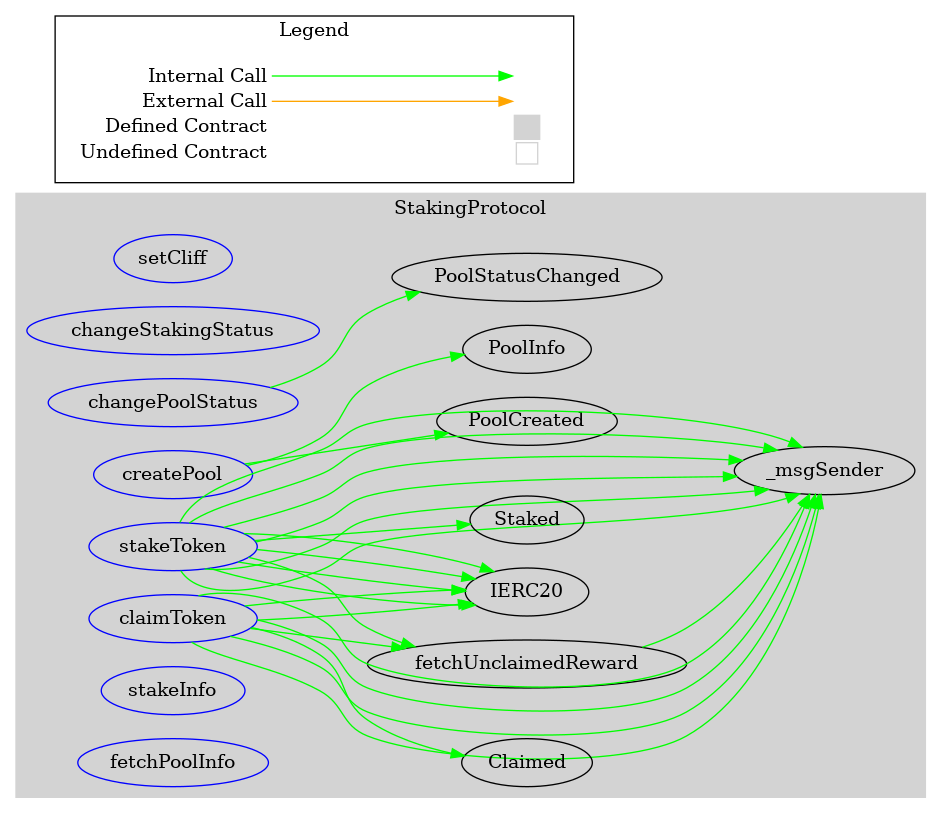 Legend
Internal Call
External Call
Defined Contract
Undefined Contract
StakingProtocol
setCliff
changeStakingStatus
changePoolStatus
createPool
stakeToken
claimToken
stakeInfo
fetchPoolInfo
PoolStatusChanged
PoolInfo
PoolCreated
Staked
IERC20
fetchUnclaimedReward
Claimed
_msgSender